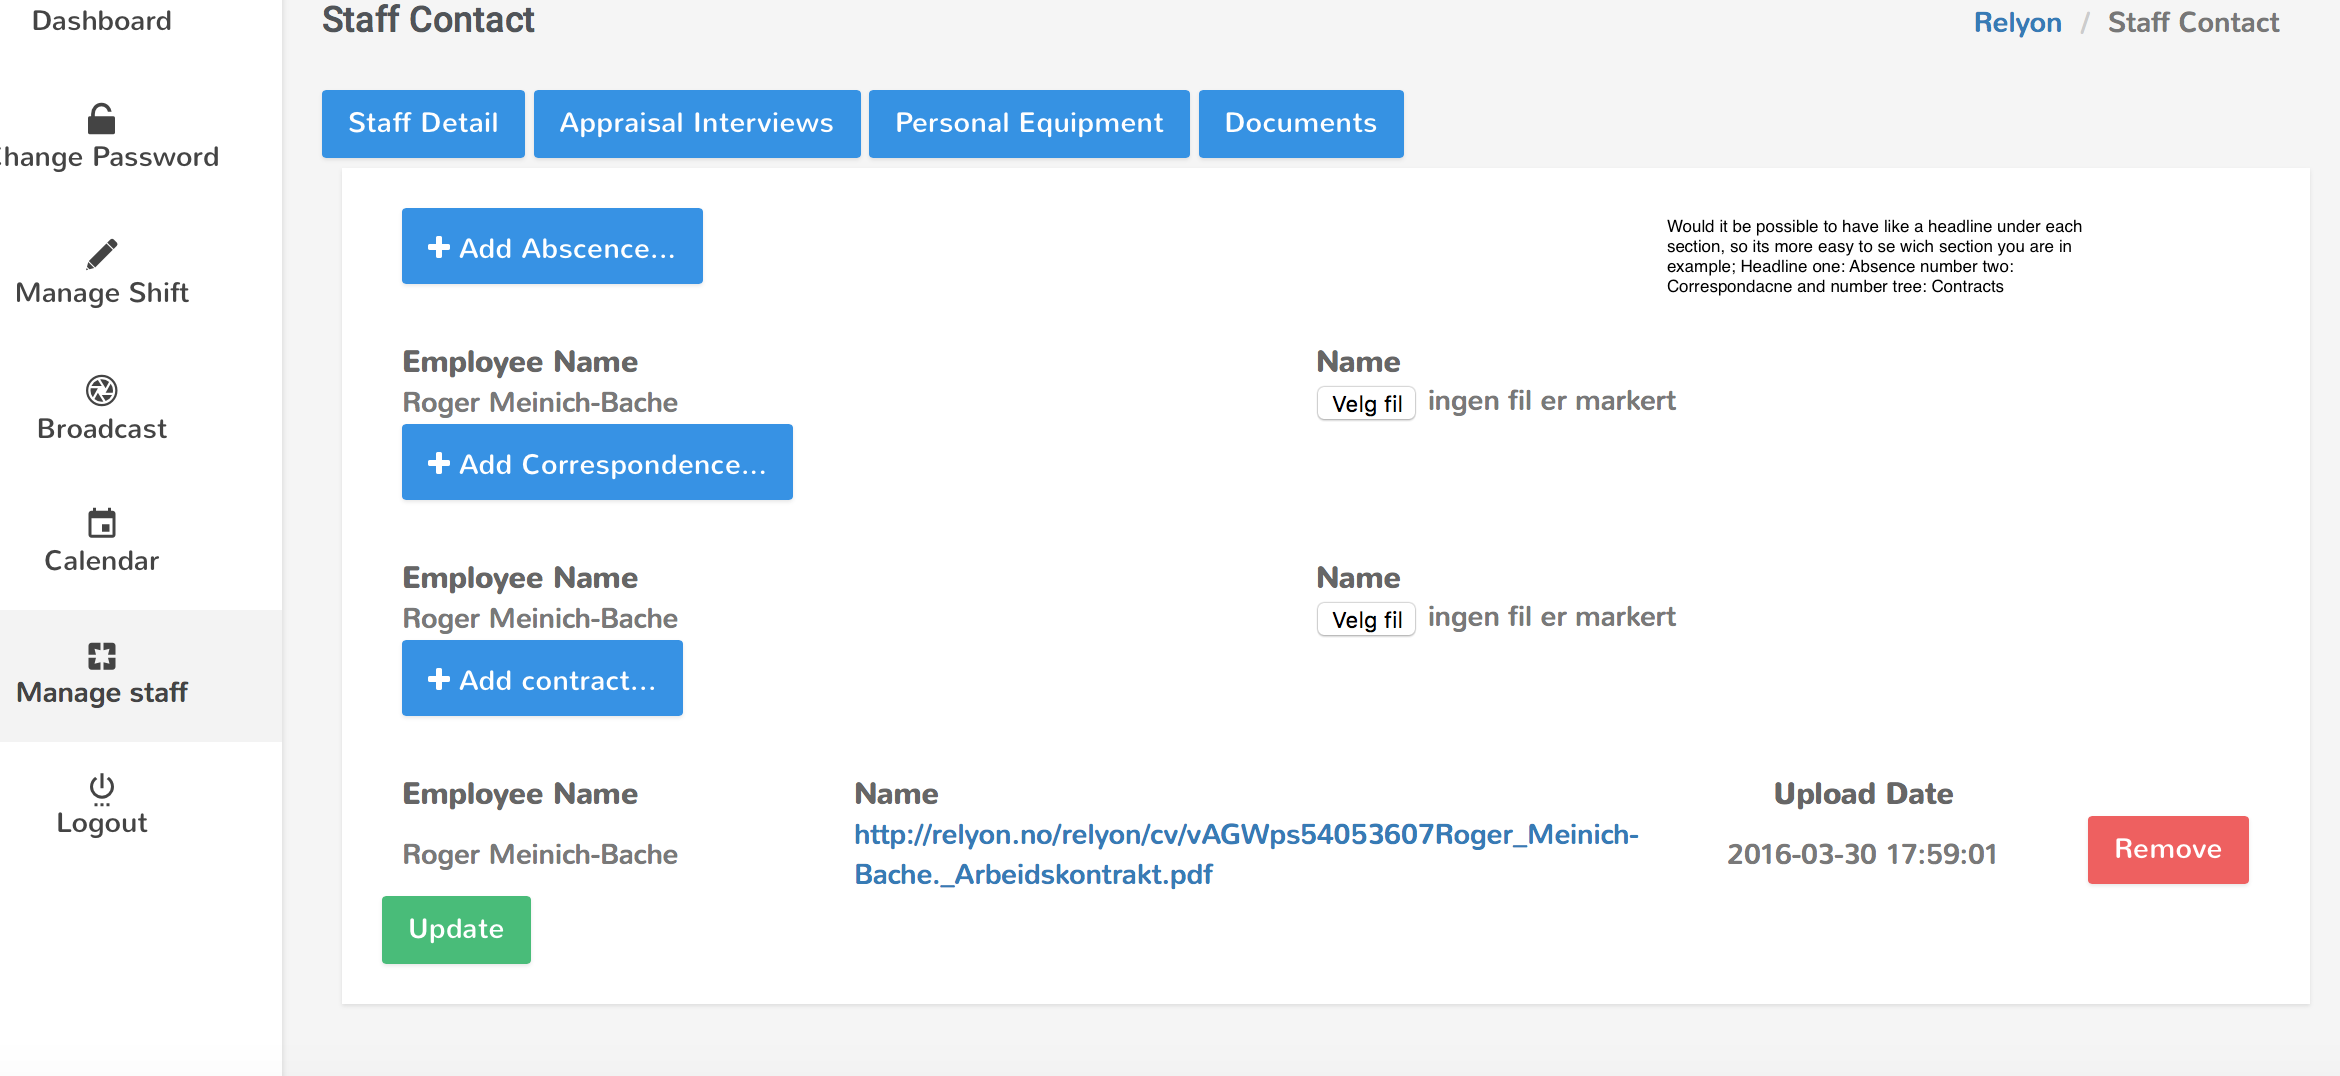 Dashboard
Staff Contact
Relyon / Staff Contact
hange Password
Manage Shift
Broadcast
Calendar
Manage staff
Logout
Staff Detail
Appraisal Interviews
Personal Equipment
Documents
Add Abscence...
Would it be possible to have like a headline under each
section, so its more easy to se wich section you are in
example; Headline one: Absence number two:
Correspondacne and number tree: Contracts
Employee Name
Name
Roger Meinich-Bache
Velg fil ingen fil er markert
Add Correspondence...
Employee Name
Name
Roger Meinich-Bache
Velg fil ingen fil er markert
Add contract...
Employee Name
Name
Upload Date
Roger Meinich-Bache
http://relyon.no/relyon/cv/vAGWps54053607Roger_Meinich-
Bache._Arbeidskontrakt.pdf
2016-03-30 17:59:01
Remove
Update